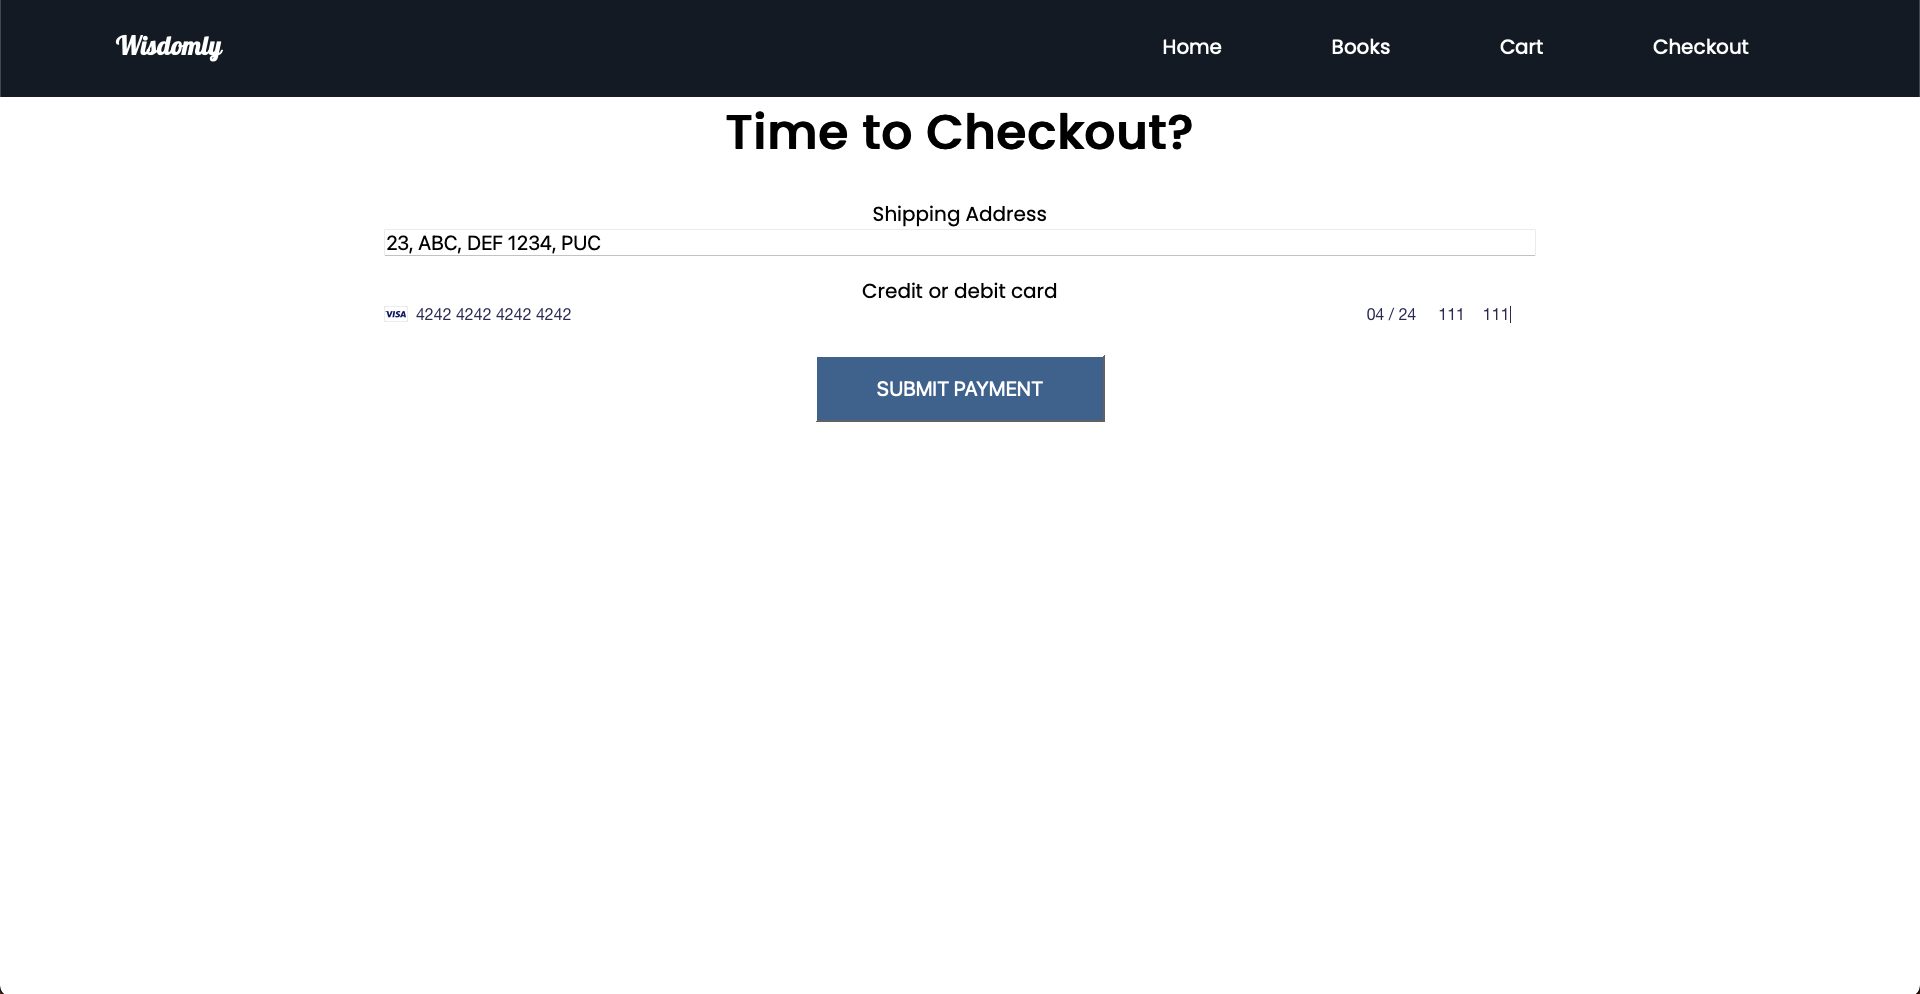 Wisdomly Home Books Cart Checkout
Time to Checkout?
Shipping Address
23, ABC, DEF 1234, PUC
Credit or debit card
VISA 4242 4242 4242 4242 04 / 24 111 111
SUBMIT PAYMENT